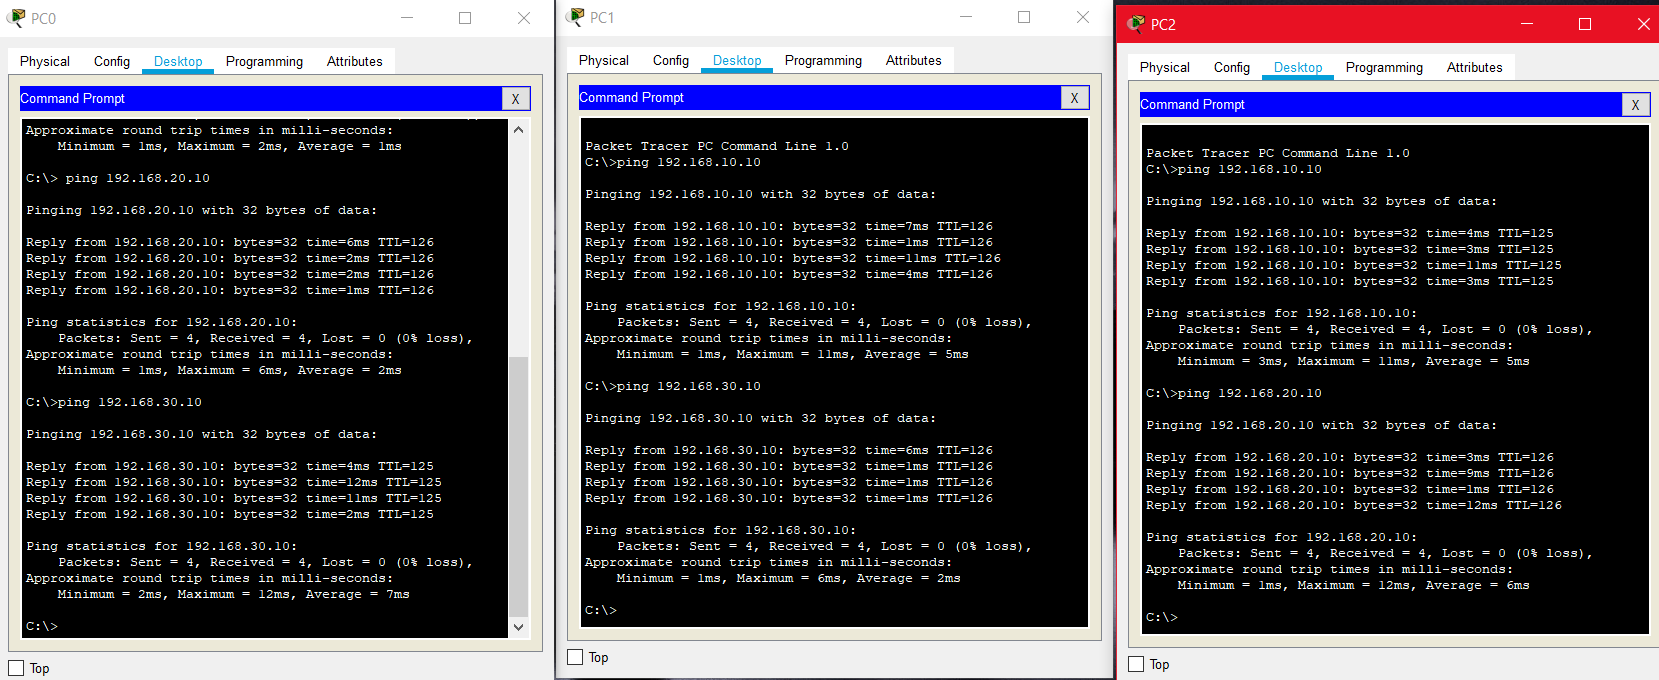 PC0
Physical Config Desktop Programming Attributes
Command Prompt X
Approximate round trip times in milli-seconds:
Minimum = 1ms, Maximum = 2ms, Average = 1ms
C:\> ping 192.168.20.10
Pinging 192.168.20.10 with 32 bytes of data:
Reply from 192.168.20.10: bytes=32 time=6ms TTL=126
Reply from 192.168.20.10: bytes=32 time=2ms TTL=126
Reply from 192.168.20.10: bytes=32 time=2ms TTL=126
Reply from 192.168.20.10: bytes=32 time=1ms TTL=126
Ping statistics for 192.168.20.10:
Packets: Sent = 4, Received = 4, Lost = 0 (0% loss),
Approximate round trip times in milli-seconds:
Minimum = 1ms, Maximum = 6ms, Average = 2ms
C:\>ping 192.168.30.10
Pinging 192.168.30.10 with 32 bytes of data:
Reply from 192.168.30.10: bytes=32 time=4ms TTL=125
Reply from 192.168.30.10: bytes=32 time=12ms TTL=125
Reply from 192.168.30.10: bytes=32 time=11ms TTL=125
Reply from 192.168.30.10: bytes=32 time=2ms TTL=125
Ping statistics for 192.168.30.10:
Packets: Sent = 4, Received = 4, Lost = 0 (0% loss),
Approximate round trip times in milli-seconds:
Minimum = 2ms, Maximum = 12ms, Average = 7ms
C:\>
Top
PC1
Physical Config Desktop Programming Attributes
Command Prompt X
Packet Tracer PC Command Line 1.0
C:\>ping 192.168.10.10
Pinging 192.168.10.10 with 32 bytes of data:
Reply from 192.168.10.10: bytes=32 time=7ms TTL=126
Reply from 192.168.10.10: bytes=32 time=1ms TTL=126
Reply from 192.168.10.10: bytes=32 time=11ms TTL=126
Reply from 192.168.10.10: bytes=32 time=4ms TTL=126
Ping statistics for 192.168.10.10:
Packets: Sent = 4, Received = 4, Lost = 0 (0% loss),
Approximate round trip times in milli-seconds:
Minimum = 1ms, Maximum = 11ms, Average = 5ms
C:\>ping 192.168.30.10
Pinging 192.168.30.10 with 32 bytes of data:
Reply from 192.168.30.10: bytes=32 time=6ms TTL=126
Reply from 192.168.30.10: bytes=32 time=1ms TTL=126
Reply from 192.168.30.10: bytes=32 time=1ms TTL=126
Reply from 192.168.30.10: bytes=32 time=1ms TTL=126
Ping statistics for 192.168.30.10:
Packets: Sent = 4, Received = 4, Lost = 0 (0% loss),
Approximate round trip times in milli-seconds:
Minimum = 1ms, Maximum = 6ms, Average = 2ms
C:\>
Top
PC2
Physical Config Desktop Programming Attributes
Command Prompt X
Packet Tracer PC Command Line 1.0
C:\>ping 192.168.10.10
Pinging 192.168.10.10 with 32 bytes of data:
Reply from 192.168.10.10: bytes=32 time=4ms TTL=125
Reply from 192.168.10.10: bytes=32 time=3ms TTL=125
Reply from 192.168.10.10: bytes=32 time=11ms TTL=125
Reply from 192.168.10.10: bytes=32 time=3ms TTL=125
Ping statistics for 192.168.10.10:
Packets: Sent = 4, Received = 4, Lost = 0 (0% loss),
Approximate round trip times in milli-seconds:
Minimum = 3ms, Maximum = 11ms, Average = 5ms
C:\>ping 192.168.20.10
Pinging 192.168.20.10 with 32 bytes of data:
Reply from 192.168.20.10: bytes=32 time=3ms TTL=126
Reply from 192.168.20.10: bytes=32 time=9ms TTL=126
Reply from 192.168.20.10: bytes=32 time=1ms TTL=126
Reply from 192.168.20.10: bytes=32 time=12ms TTL=126
Ping statistics for 192.168.20.10:
Packets: Sent = 4, Received = 4, Lost = 0 (0% loss),
Approximate round trip times in milli-seconds:
Minimum = 1ms, Maximum = 12ms, Average = 6ms
C:\>
Top